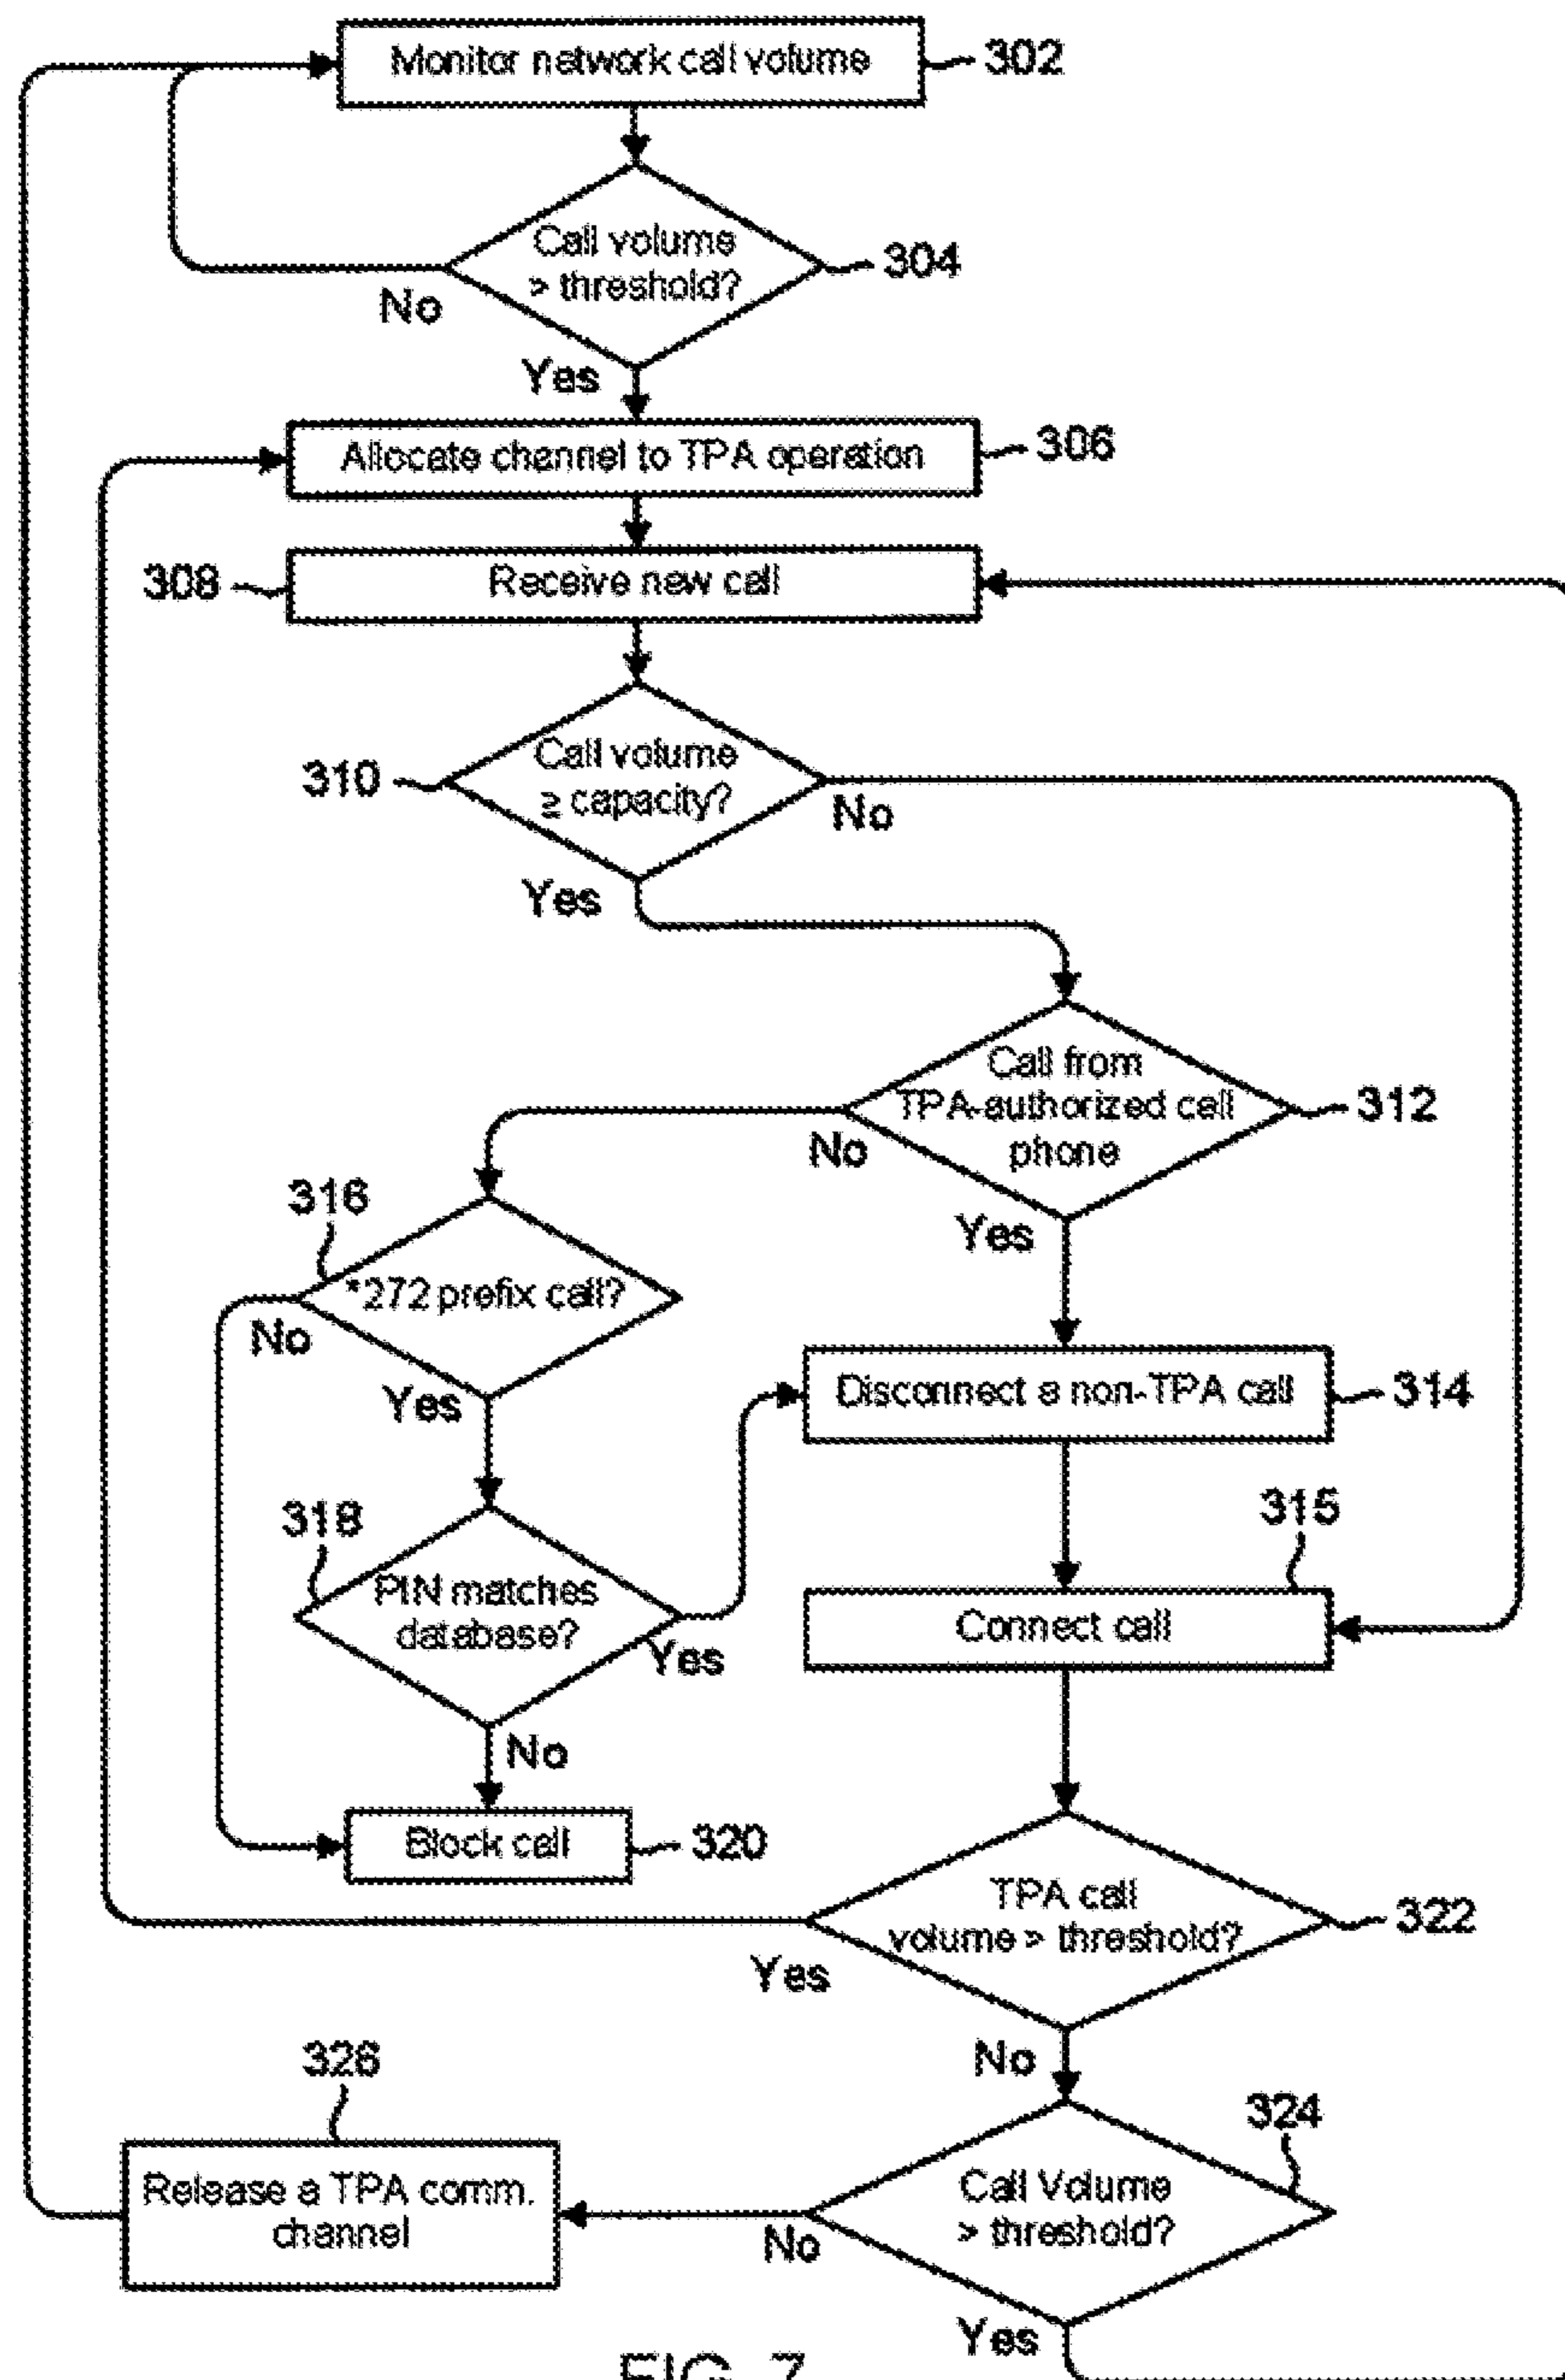 Monitor network call volume
302
Call volume
> threshold?
304
No
Yes
Allocate channel to TPA operation
306
308
Receive new call
310
Call volume
≥ capacity?
No
Yes
Call from
TPA-authorized call
phone
312
No
Yes
316
*272 prefix call?
No
Yes
Disconnect a non-TPA call
314
318
PIN matches
database?
Yes
No
315
Connect call
Block call
320
TPA call
volume > threshold?
322
Yes
No
326
Release a TPA comm.
channel
324
Call Volume
> threshold?
No
Yes
FIG. 7